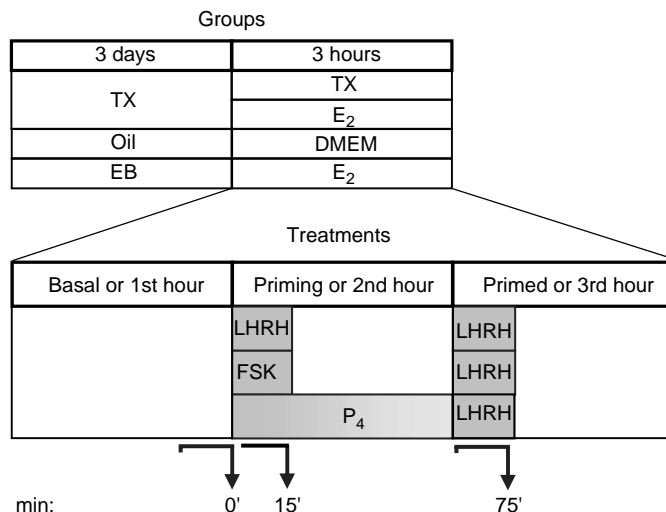 Groups
3 days 3 hours
TX TX
E2
Oil DMEM
EB E2
Treatments
Basal or 1st hour Priming or 2nd hour Primed or 3rd hour
LHRH LHRH
FSK LHRH
P4 LHRH
min: 0' 15' 75'